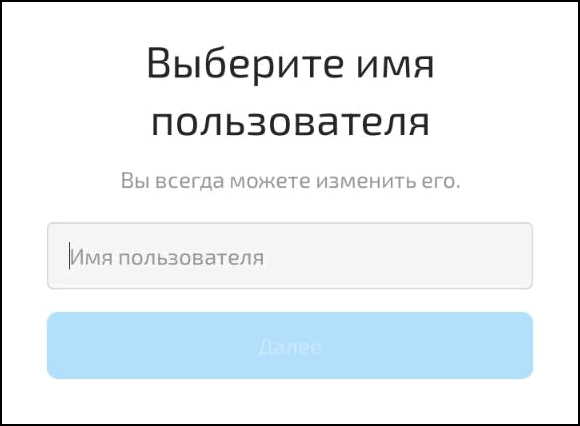 Выберите имя
пользователя
Вы всегда можете изменить его.
Имя пользователя
Далее